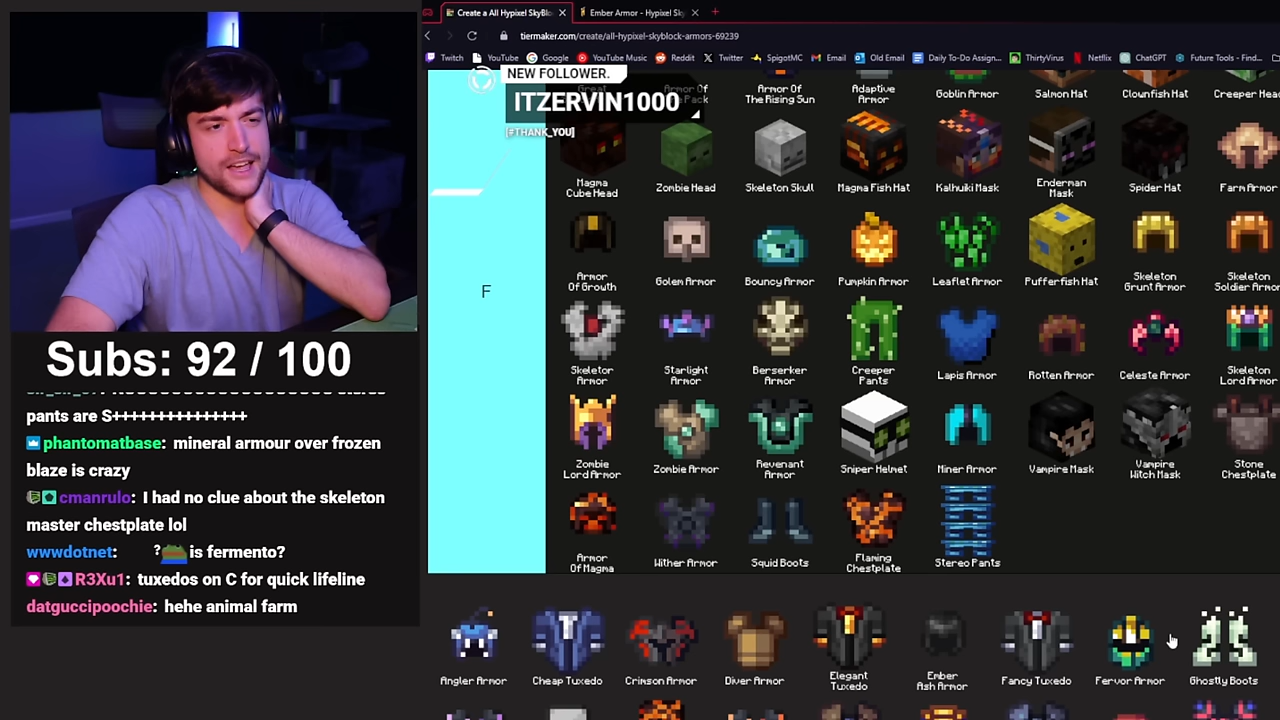 Create a All Hypixel SkyBlo
Ember Armor - Hypixel Sk
tiermaker.com/create/all-hypixel-skyblock-armors-69239
Twitch
YouTube
Google
YouTube Music
Reddit
Twitter
SpigotMC
Email
Old Email
Daily To-Do Assign...
ThirtyVirus
Netflix
ChatGPT
Future Tools - Find...
NEW FOLLOWER.
ITZERVIN1000
[#THANK_YOU]
Great
Armor Of
The Pack
Armor Of
The Rising Sun
Adaptive
Armor
Goblin Armor
Salmon Hat
Clownfish Hat
Creeper Head
Magma
Cube Head
Zombie Head
Skeleton Skull
Magma Fish Hat
Kalhuiki Mask
Enderman
Mask
Spider Hat
Farm Armor
F
Armor
Of Growth
Golem Armor
Bouncy Armor
Pumpkin Armor
Leaflet Armor
Pufferfish Hat
Skeleton
Grunt Armor
Skeleton
Soldier Armor
Skeleton
Armor
Starlight
Armor
Berserker
Armor
Creeper
Pants
Lapis Armor
Rotten Armor
Celeste Armor
Skeleton
Lord Armor
Zombie
Lord Armor
Zombie Armor
Revenant
Armor
Sniper Helmet
Miner Armor
Vampire Mask
Vampire
Witch Mask
Stone
Chestplate
Armor
Of Magma
Wither Armor
Squid Boots
Flaming
Chestplate
Stereo Pants
Angler Armor
Cheap Tuxedo
Crimson Armor
Diver Armor
Elegant
Tuxedo
Ember
Ash Armor
Fancy Tuxedo
Fervor Armor
Ghostly Boots
Subs: 92 / 100
pants are S++++++++++++++
phantomatbase: mineral armour over frozen
blaze is crazy
cmanrulo: I had no clue about the skeleton
master chestplate lol
wwwdotnet: ? is fermento?
R3Xu1: tuxedos on C for quick lifeline
datguccipoochie: hehe animal farm